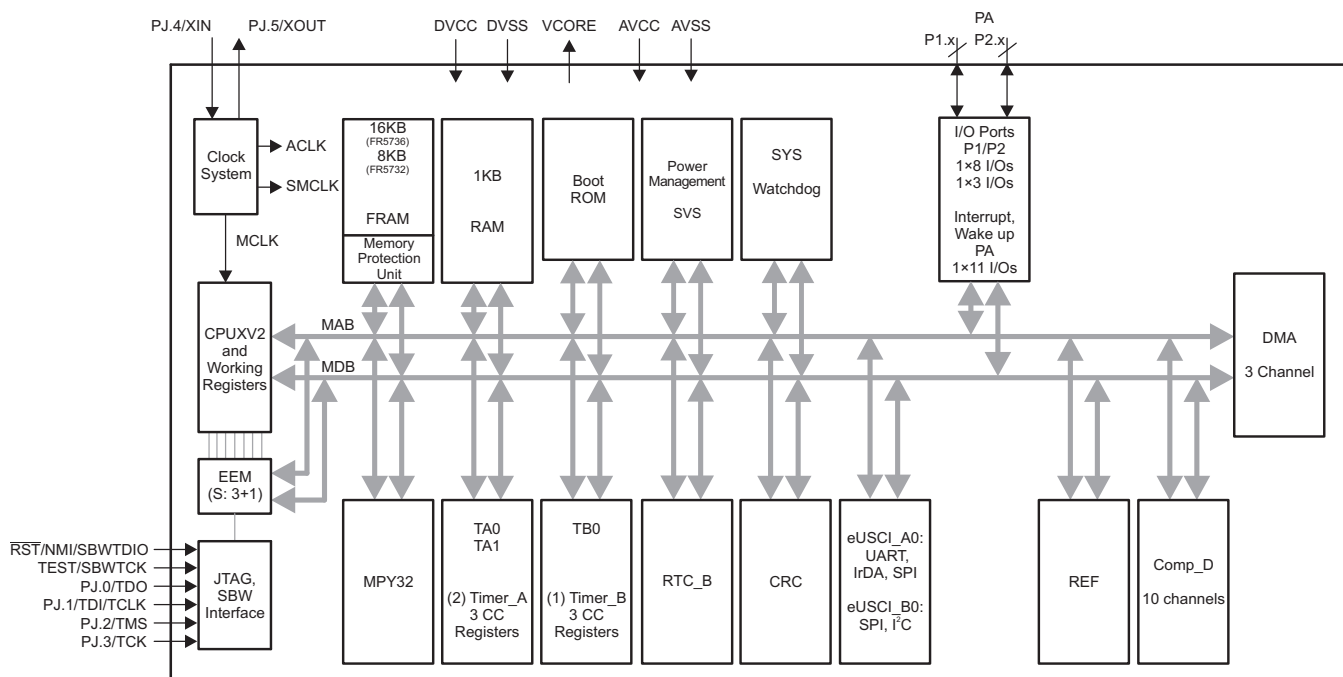 PJ.4/XIN
PJ.5/XOUT
DVCC
DVSS
VCORE
AVCC
AVSS
PA
P1.x
P2.x
Clock
System
ACLK
SMCLK
MCLK
16KB
(FR5736)
8KB
(FR5732)
FRAM
Memory
Protection
Unit
1KB
RAM
Boot
ROM
Power
Management
SVS
SYS
Watchdog
I/O Ports
P1/P2
1×8 I/Os
1×3 I/Os
Interrupt,
Wake up
PA
1×11 I/Os
CPUXV2
and
Working
Registers
MAB
MDB
DMA
3 Channel
EEM
(S: 3+1)
RST/NMI/SBWTDIO
TEST/SBWTCK
PJ.0/TDO
PJ.1/TDI/TCLK
PJ.2/TMS
PJ.3/TCK
JTAG,
SBW
Interface
MPY32
TA0
TA1
(2) Timer_A
3 CC
Registers
TB0
(1) Timer_B
3 CC
Registers
RTC_B
CRC
eUSCI_A0:
UART,
IrDA, SPI
eUSCI_B0:
SPI, I²C
REF
Comp_D
10 channels